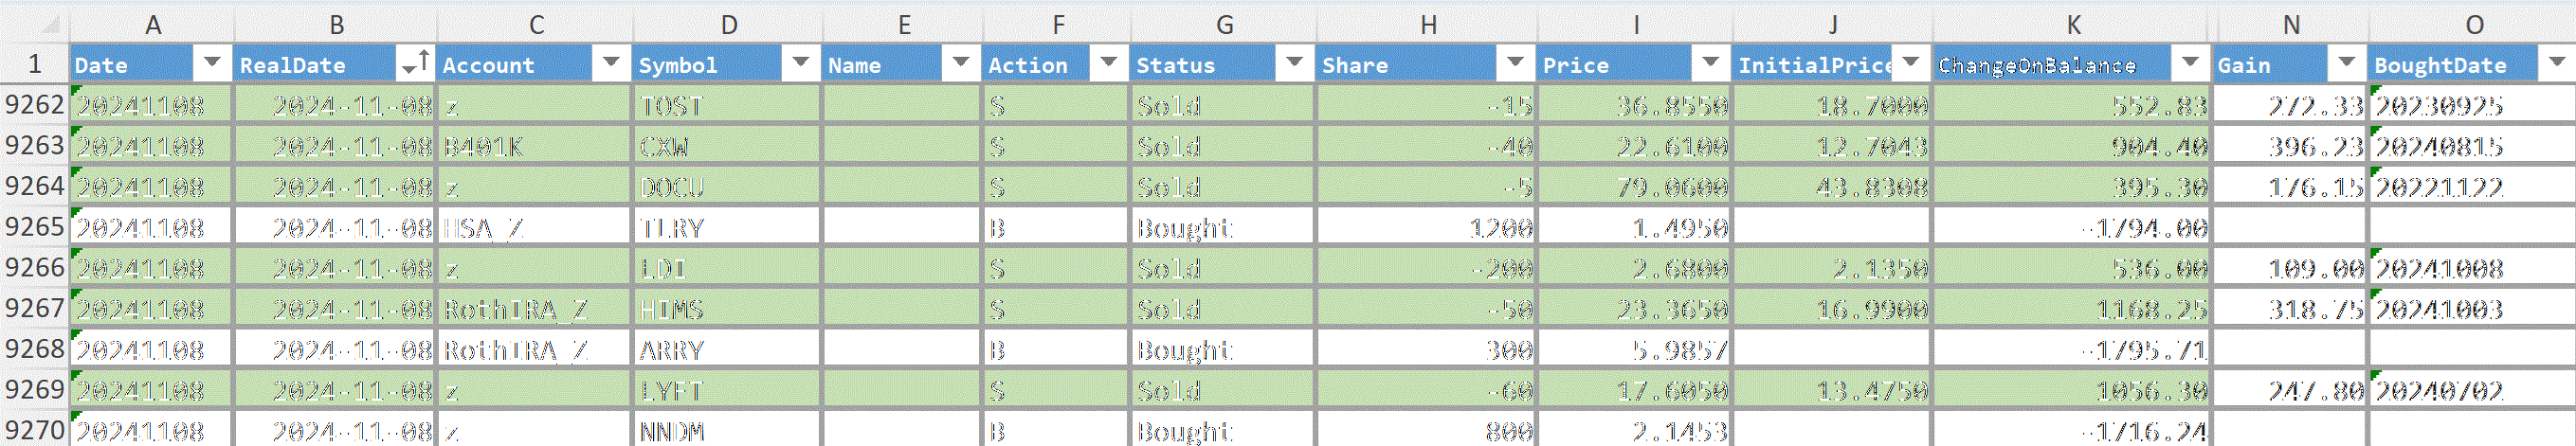 A B C D E F G H I J K N O
1 Date RealDate Account Symbol Name Action Status Share Price InitialPrice ChangeOnBalance Gain BoughtDate
9262 20241108 2024-11-08 z TOST S Sold -15 36.8550 18.7000 552.83 272.33 20230925
9263 20241108 2024-11-08 B401K CXW S Sold -40 22.6100 12.7043 904.40 396.23 20240815
9264 20241108 2024-11-08 z DOCU S Sold -5 79.0600 43.8308 395.30 176.15 20221122
9265 20241108 2024-11-08 HSA_Z TLRY B Bought 1200 1.4950 -1794.00
9266 20241108 2024-11-08 z LDI S Sold -200 2.6800 2.1350 536.00 109.00 20241008
9267 20241108 2024-11-08 RothIRA_Z HIMS S Sold -50 23.3650 16.9900 1168.25 318.75 20241003
9268 20241108 2024-11-08 RothIRA_Z ARRY B Bought 300 5.9857 -1795.71
9269 20241108 2024-11-08 z LYFT S Sold -60 17.6050 13.4750 1056.30 247.80 20240702
9270 20241108 2024-11-08 z NNDM B Bought 800 2.1453 -1716.24